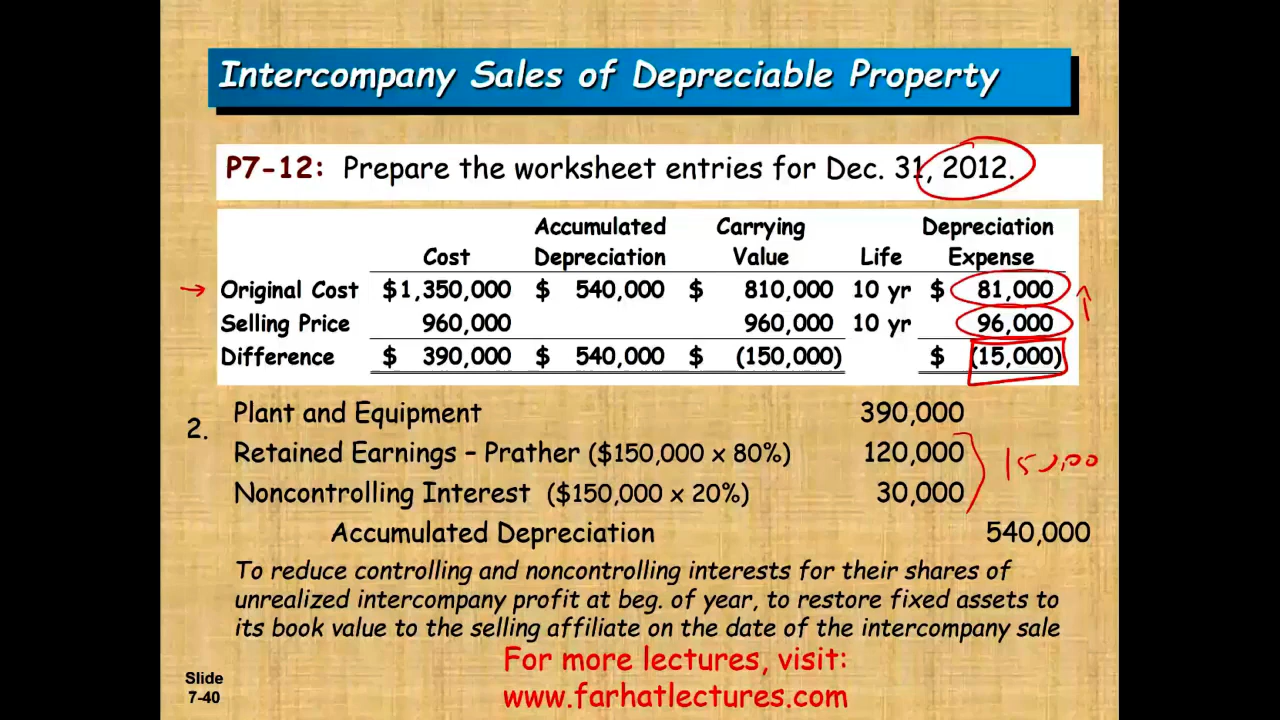 Intercompany Sales of Depreciable Property
P7-12: Prepare the worksheet entries for Dec. 31, 2012.
Accumulated Carrying Depreciation
Cost Depreciation Value Life Expense
Original Cost $1,350,000 $ 540,000 $ 810,000 10 yr $ 81,000
Selling Price 960,000 960,000 10 yr 96,000
Difference $ 390,000 $ 540,000 $ (150,000) $ (15,000)
2. Plant and Equipment 390,000
Retained Earnings – Prather ($150,000 x 80%) 120,000
Noncontrolling Interest ($150,000 x 20%) 30,000
Accumulated Depreciation 540,000
To reduce controlling and noncontrolling interests for their shares of
unrealized intercompany profit at beg. of year, to restore fixed assets to
its book value to the selling affiliate on the date of the intercompany sale
For more lectures, visit:
www.farhatlectures.com
Slide
7-40